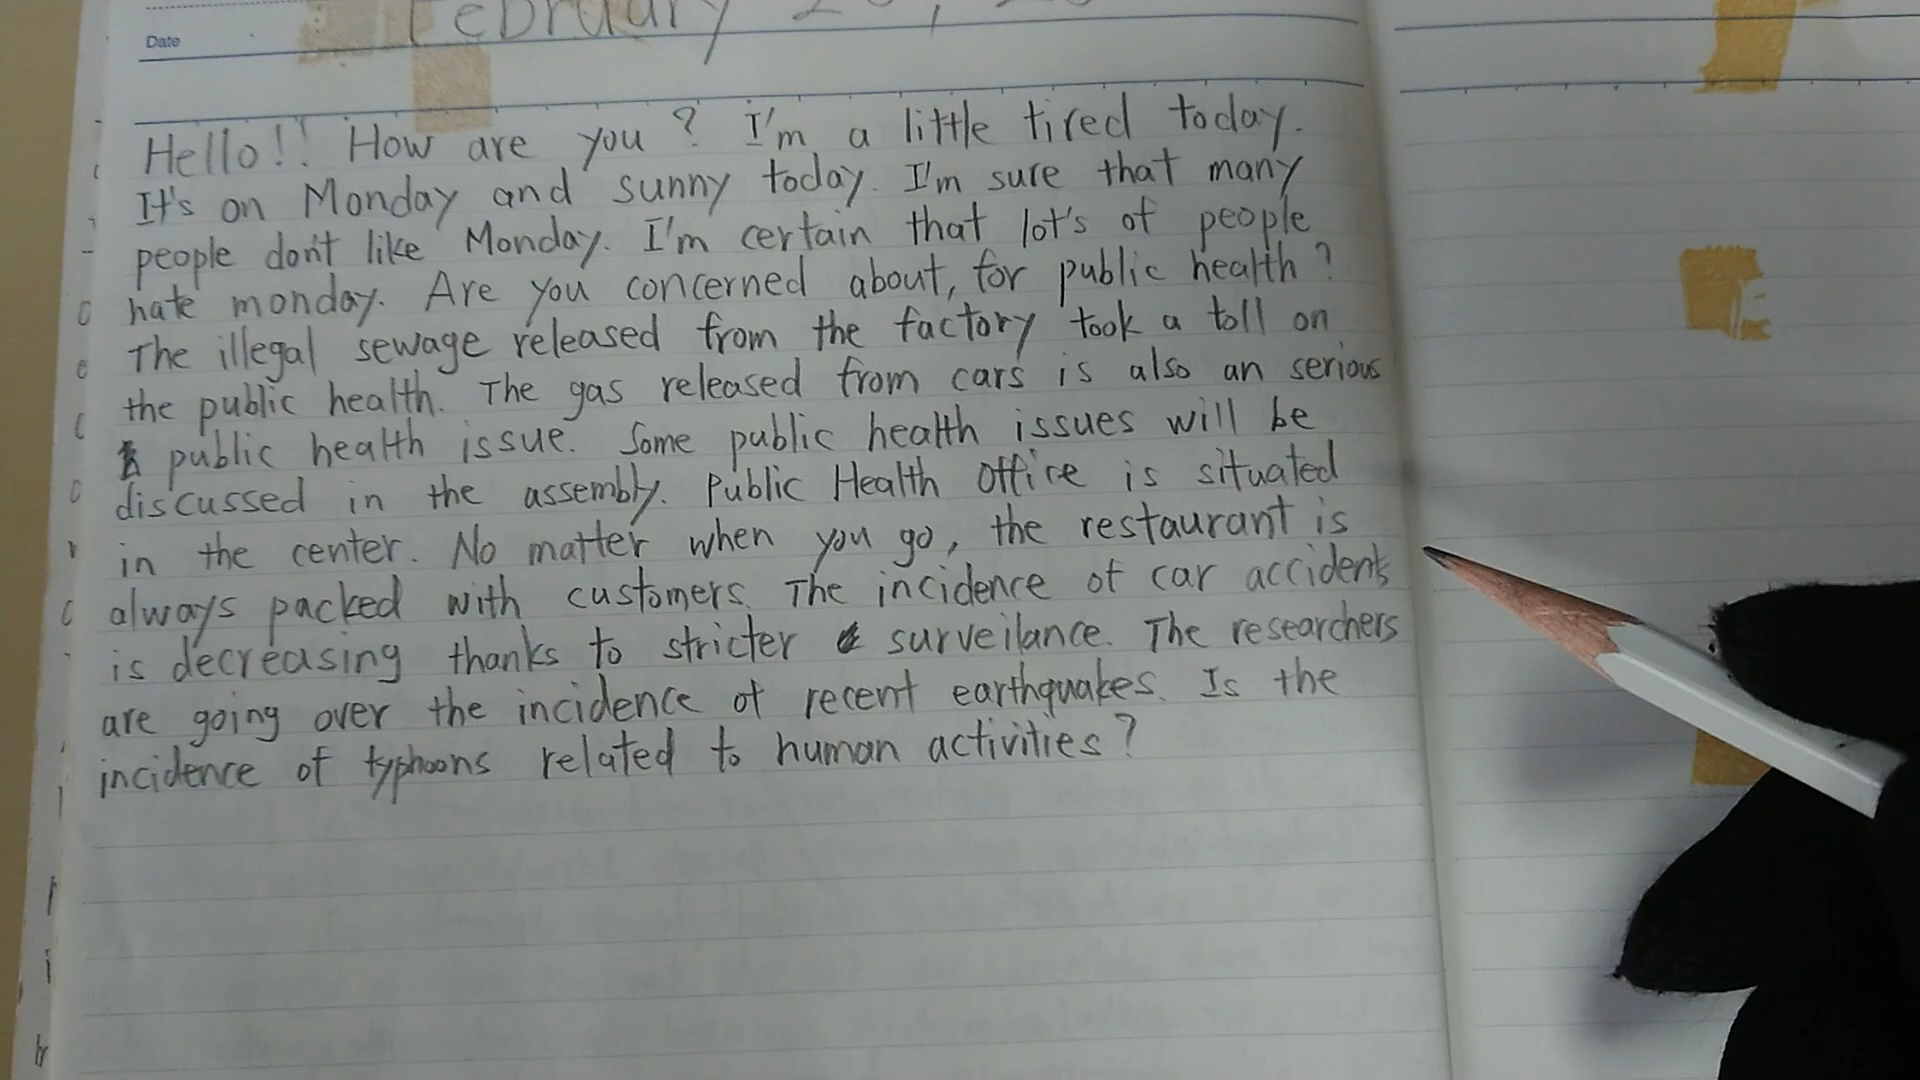 Date February
Hello!! How are you? I'm a little tired today.
It's on Monday and sunny today. I'm sure that many
people don't like Monday. I'm certain that lot's of people
hate monday. Are you concerned about, for public health?
The illegal sewage released from the factory took a toll on
the public health. The gas released from cars is also an serious
public health issue. Some public health issues will be
discussed in the assembly. Public Health Office is situated
in the center. No matter when you go, the restaurant is
always packed with customers. The incidence of car accidents
is decreasing thanks to stricter surveilance. The researchers
are going over the incidence of recent earthquakes. Is the
incidence of typhoons related to human activities?